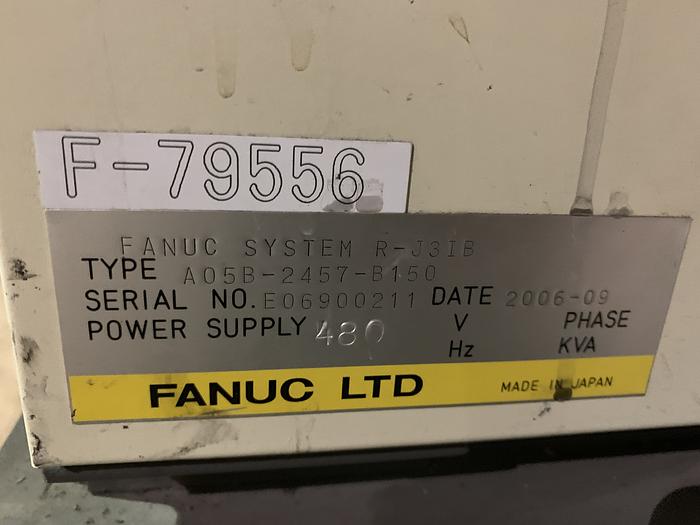 F-79556
FANUC SYSTEM R-J3IB
TYPE A05B-2457-B150
SERIAL NO. E06900211 DATE 2006-09
POWER SUPPLY 480 V PHASE
Hz KVA
FANUC LTD MADE IN JAPAN